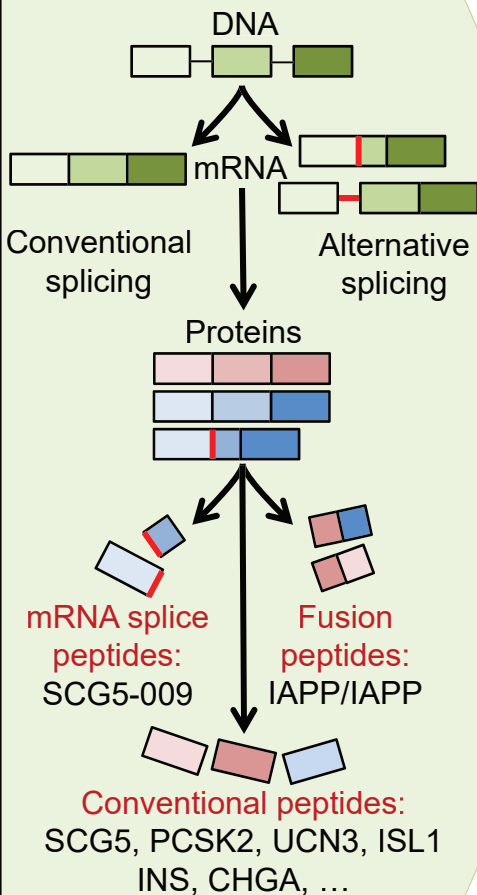 DNA
mRNA
Conventional
splicing
Alternative
splicing
Proteins
mRNA splice
peptides:
SCG5-009
Fusion
peptides:
IAPP/IAPP
Conventional peptides:
SCG5, PCSK2, UCN3, ISL1
INS, CHGA, …